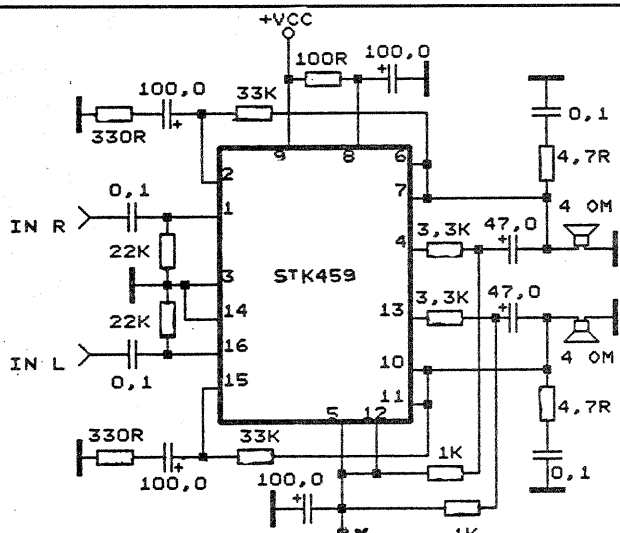 +VCC
100R
100,0
100,0
33K
330R
0,1
9
8
6
2
7
4,7R
0,1
1
4 OM
IN R
3,3K
47,0
4
22K
STK459
3
3,3K
47,0
14
13
22K
16
10
4 OM
IN L
0,1
15
11
5
12
4,7R
330R
33K
1K
100,0
100,0
0,1